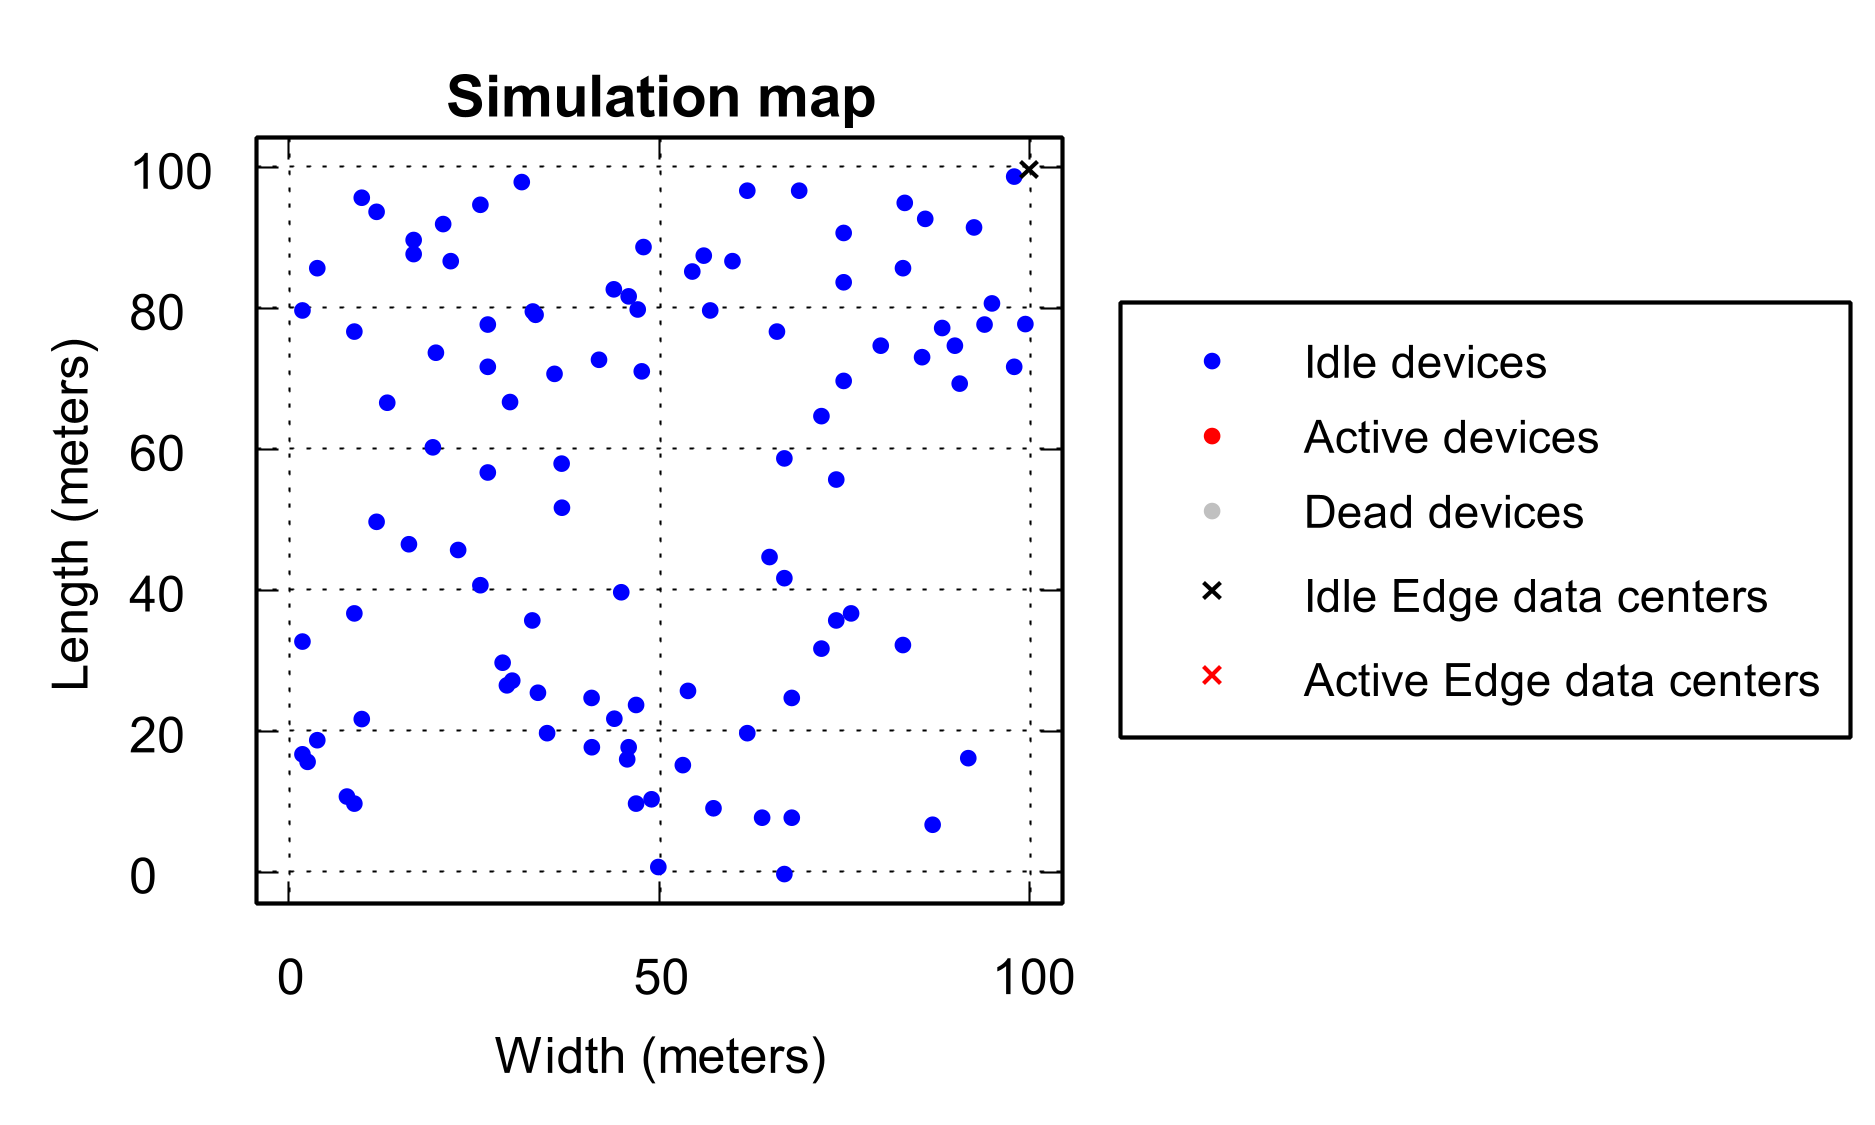 Simulation map
100
80
60
40
20
0
Length (meters)
0 50 100
Width (meters)
Idle devices
Active devices
Dead devices
Idle Edge data centers
Active Edge data centers